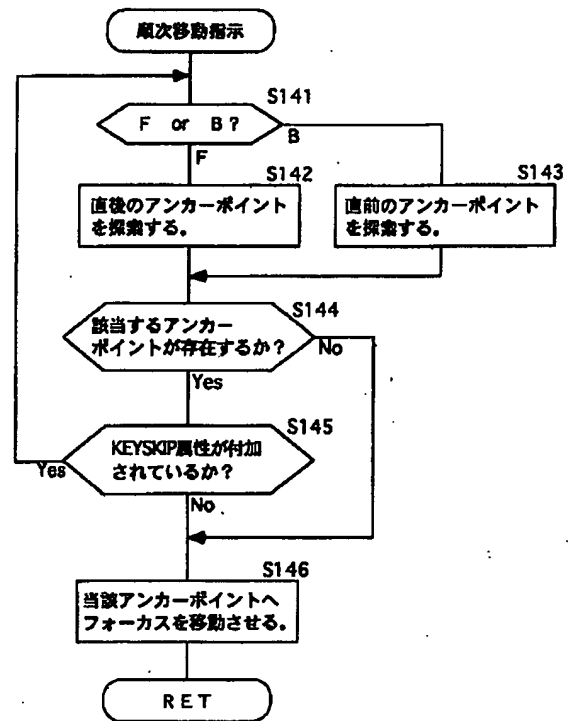 順次移動指示
S141
F or B?
B
F
S142
直後のアンカーポイント
を探索する。
S143
直前のアンカーポイント
を探索する。
S144
該当するアンカー
ポイントが存在するか?
No
Yes
S145
KEYSKIP属性が付加
されているか?
Yes
No
S146
当該アンカーポイントへ
フォーカスを移動させる。
RET